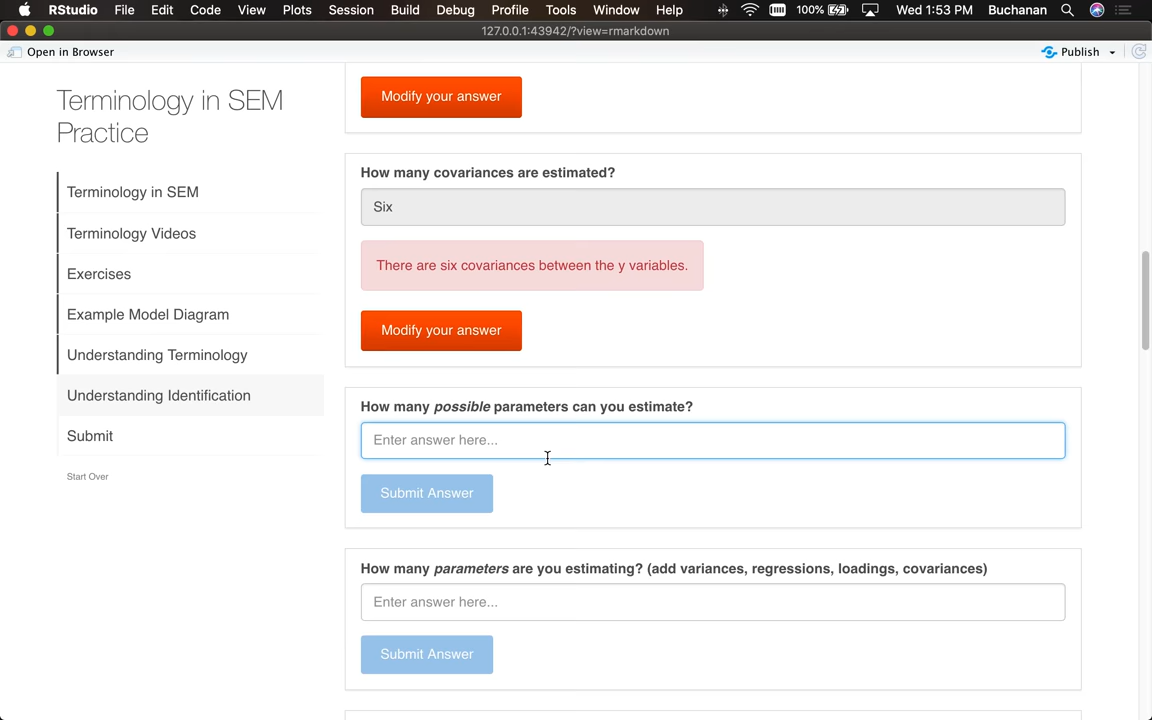 RStudio File Edit Code View Plots Session Build Debug Profile Tools Window Help 100% Wed 1:53 PM Buchanan
127.0.0.1:43942/?view=rmarkdown
Open in Browser Publish
Terminology in SEM
Practice
Terminology in SEM
Terminology Videos
Exercises
Example Model Diagram
Understanding Terminology
Understanding Identification
Submit
Start Over
Modify your answer
How many covariances are estimated?
Six
There are six covariances between the y variables.
Modify your answer
How many possible parameters can you estimate?
Enter answer here...
Submit Answer
How many parameters are you estimating? (add variances, regressions, loadings, covariances)
Enter answer here...
Submit Answer